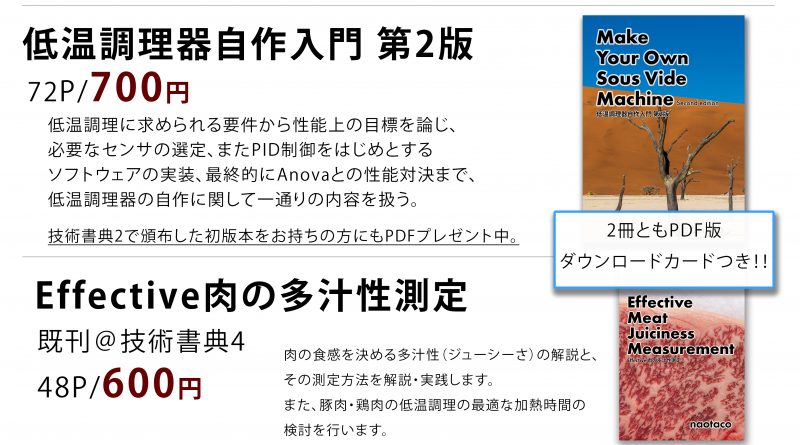 低温調理器自作入門 第2版
72P/700円
低温調理に求められる要件から性能上の目標を論じ、
必要なセンサの選定、またPID制御をはじめとする
ソフトウェアの実装、最終的にAnovaとの性能対決まで、
低温調理器の自作に関して一通りの内容を扱う。
技術書典2で頒布した初版本をお持ちの方にもPDFプレゼント中。
Make
Your Own
Sous Vide
Machine Second edition
低温調理器自作入門 第2版
2冊ともPDF版
ダウンロードカードつき!!
Effective肉の多汁性測定
既刊@技術書典4
48P/600円
肉の食感を決める多汁性(ジューシーさ)の解説と、
その測定方法を解説・実践します。
また、豚肉・鶏肉の低温調理の最適な加熱時間の
検討を行います。
Effective
Meat
Juiciness
Measurement
naotaco